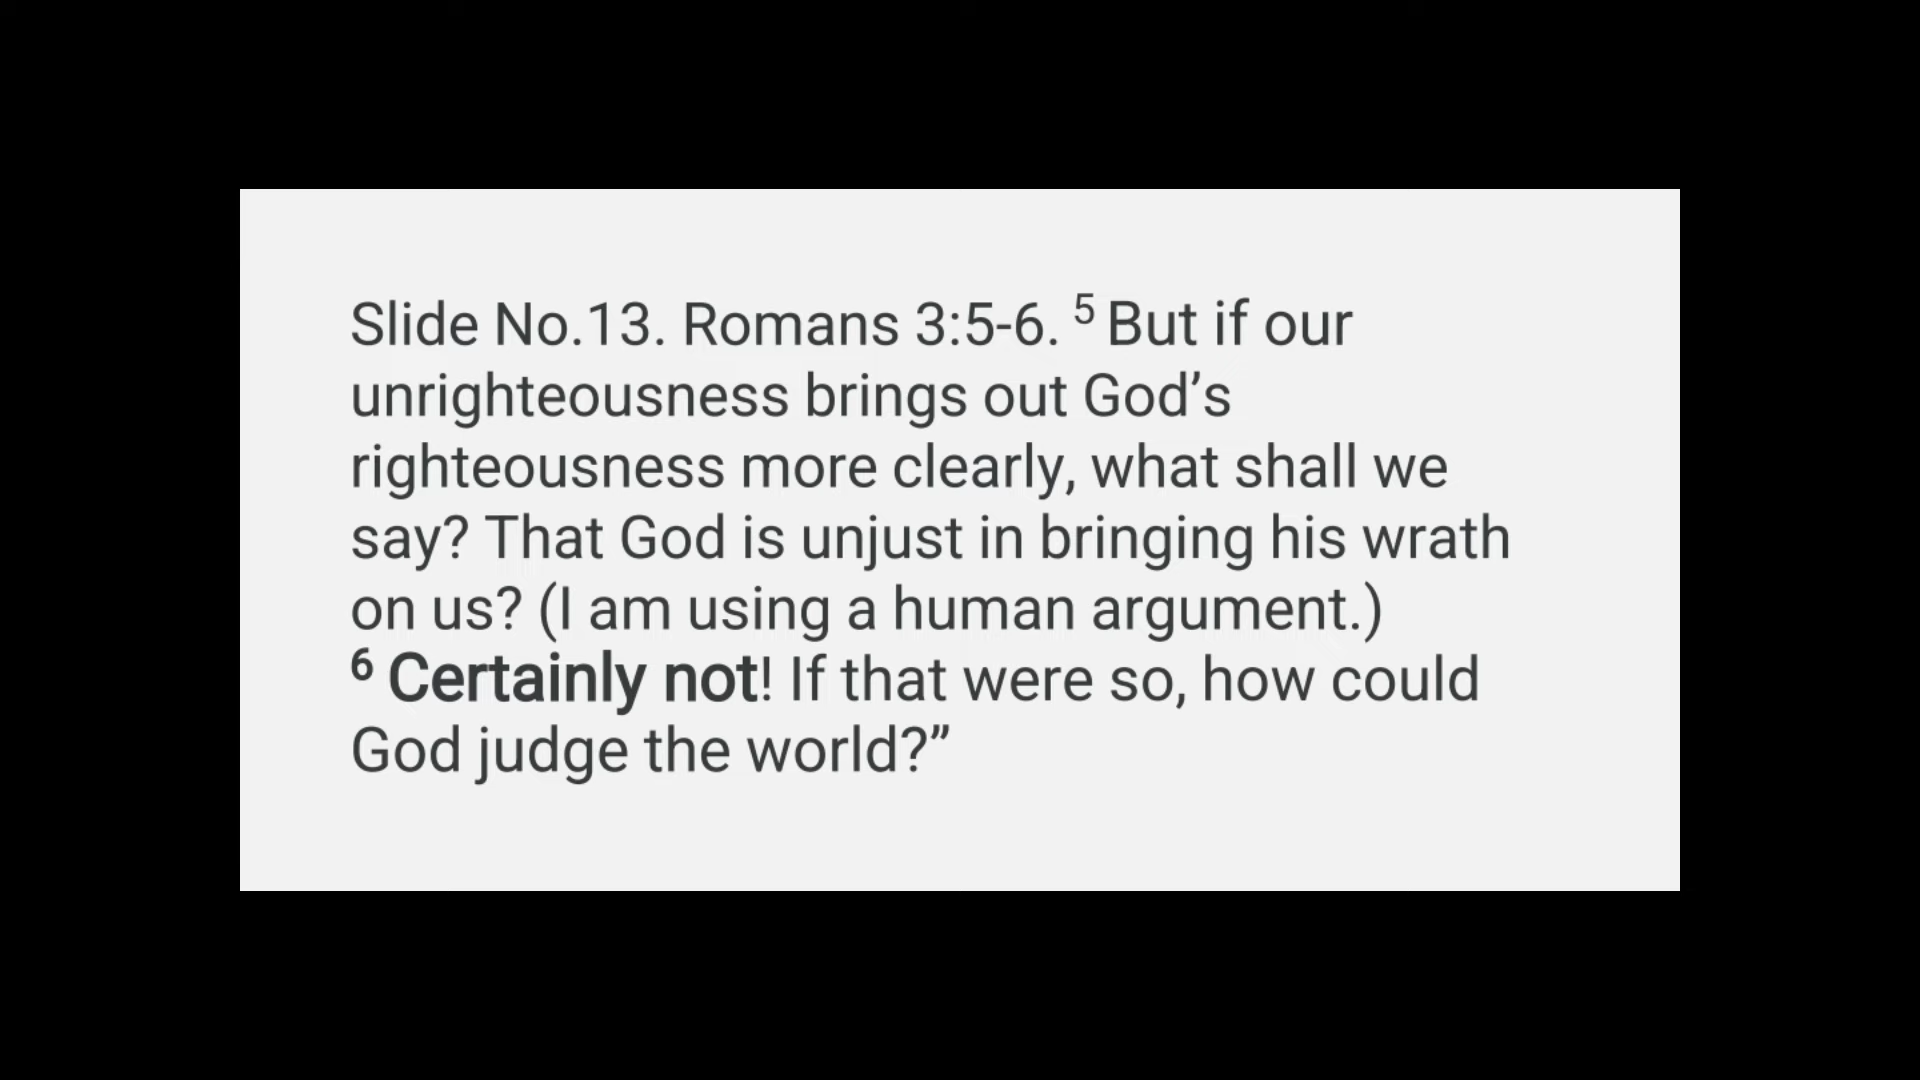 Slide No.13. Romans 3:5-6. 5 But if our
unrighteousness brings out God’s
righteousness more clearly, what shall we
say? That God is unjust in bringing his wrath
on us? (I am using a human argument.)
6 Certainly not! If that were so, how could
God judge the world?”